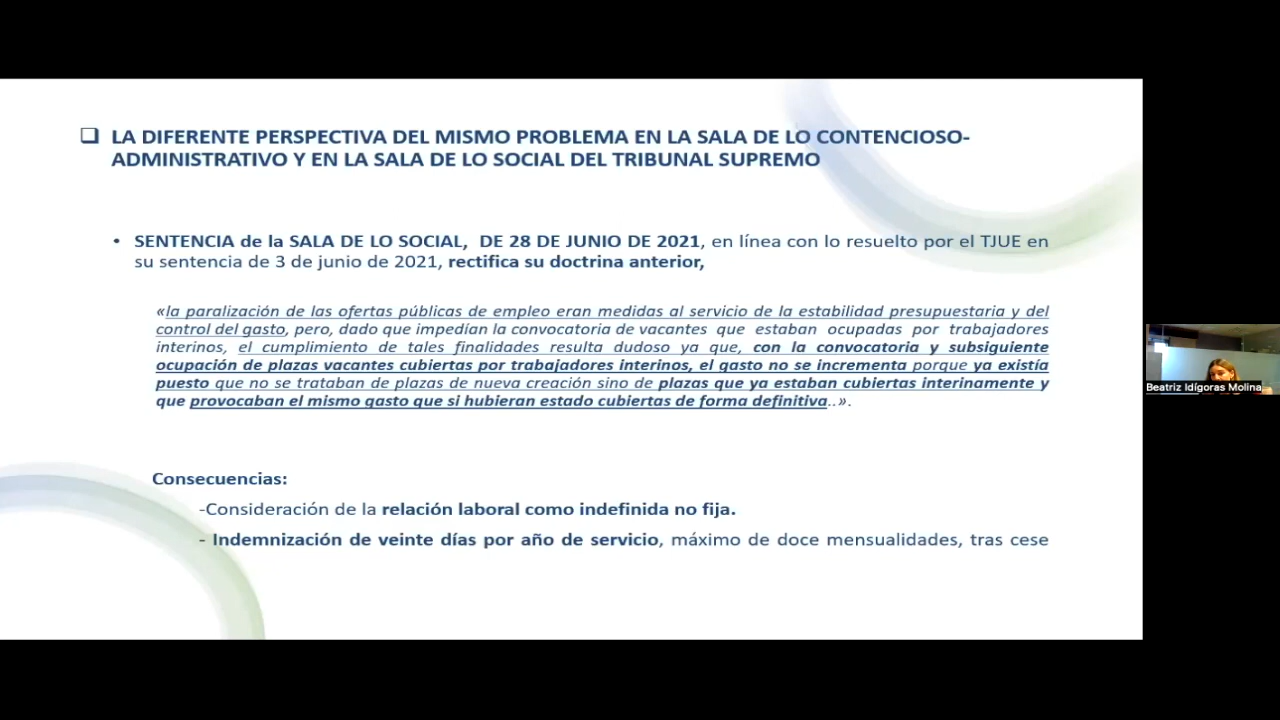 ❑ LA DIFERENTE PERSPECTIVA DEL MISMO PROBLEMA EN LA SALA DE LO CONTENCIOSO-
ADMINISTRATIVO Y EN LA SALA DE LO SOCIAL DEL TRIBUNAL SUPREMO
• SENTENCIA de la SALA DE LO SOCIAL, DE 28 DE JUNIO DE 2021, en línea con lo resuelto por el TJUE en
su sentencia de 3 de junio de 2021, rectifica su doctrina anterior,
«la paralización de las ofertas públicas de empleo eran medidas al servicio de la estabilidad presupuestaria y del
control del gasto, pero, dado que impedían la convocatoria de vacantes que estaban ocupadas por trabajadores
interinos, el cumplimiento de tales finalidades resulta dudoso ya que, con la convocatoria y subsiguiente
ocupación de plazas vacantes cubiertas por trabajadores interinos, el gasto no se incrementa porque ya existía
puesto que no se trataban de plazas de nueva creación sino de plazas que ya estaban cubiertas interinamente y
que provocaban el mismo gasto que si hubieran estado cubiertas de forma definitiva..».
Consecuencias:
-Consideración de la relación laboral como indefinida no fija.
- Indemnización de veinte días por año de servicio, máximo de doce mensualidades, tras cese
Beatriz Idígoras Molina...